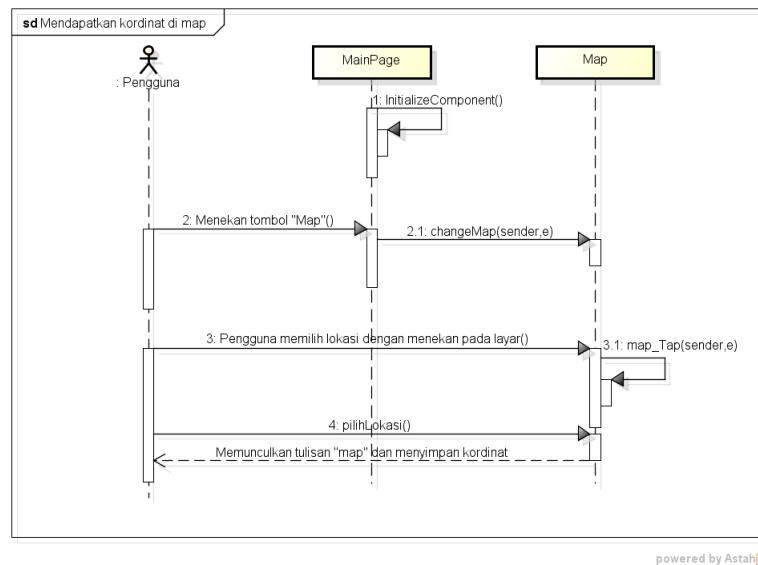 sd Mendapatkan kordinat di map
: Pengguna
MainPage
Map
1: InitializeComponent()
2: Menekan tombol "Map"()
2.1: changeMap(sender,e)
3: Pengguna memilih lokasi dengan menekan pada layar()
3.1: map_Tap(sender,e)
4: pilihLokasi()
Memunculkan tulisan "map" dan menyimpan kordinat
powered by Astah